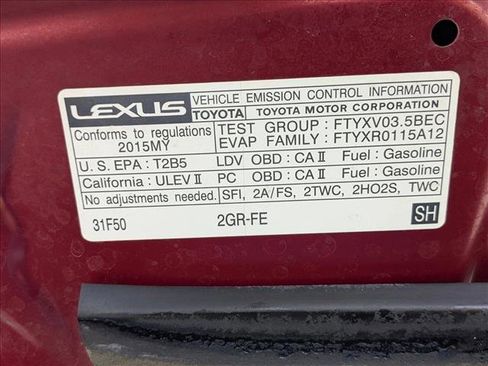 LEXUS VEHICLE EMISSION CONTROL INFORMATION
TOYOTA TOYOTA MOTOR CORPORATION
Conforms to regulations
2015MY
TEST GROUP : FTYXV03.5BEC
EVAP FAMILY : FTYXR0115A12
U.S. EPA : T2B5 LDV OBD : CA II Fuel : Gasoline
California : ULEV II PC OBD : CA II Fuel : Gasoline
No adjustments needed. SFI, 2A/FS, 2TWC, 2HO2S, TWC
31F50 2GR-FE SH